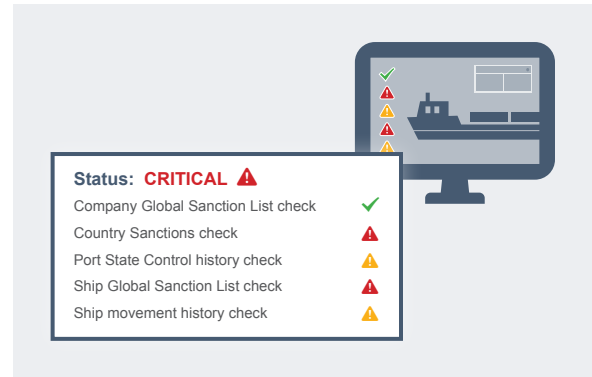 Status: CRITICAL
Company Global Sanction List check
Country Sanctions check
Port State Control history check
Ship Global Sanction List check
Ship movement history check